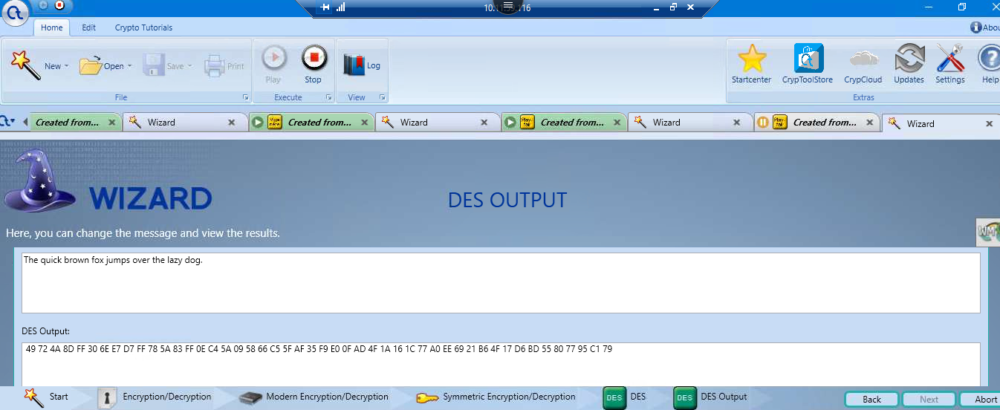 10.11.55.116
Home Edit Crypto Tutorials
New Open Save Print Play Stop Log Startcenter CrypToolStore CrypCloud Updates Settings Help
File Execute View Extras
Created from... Wizard Created from... Wizard Created from... Wizard Created from... Wizard
WIZARD
DES OUTPUT
Here, you can change the message and view the results.
The quick brown fox jumps over the lazy dog.
DES Output:
49 72 4A 8D FF 30 6E E7 D7 FF 78 5A 83 FF 0E C4 5A 09 58 66 C5 5F AF 35 F9 E0 0F AD 4F 1A 16 1C 77 A0 EE 69 21 B6 4F 17 D6 BD 55 80 77 95 C1 79
Start Encryption/Decryption Modern Encryption/Decryption Symmetric Encryption/Decryption DES DES DES DES Output
Back Next Abort